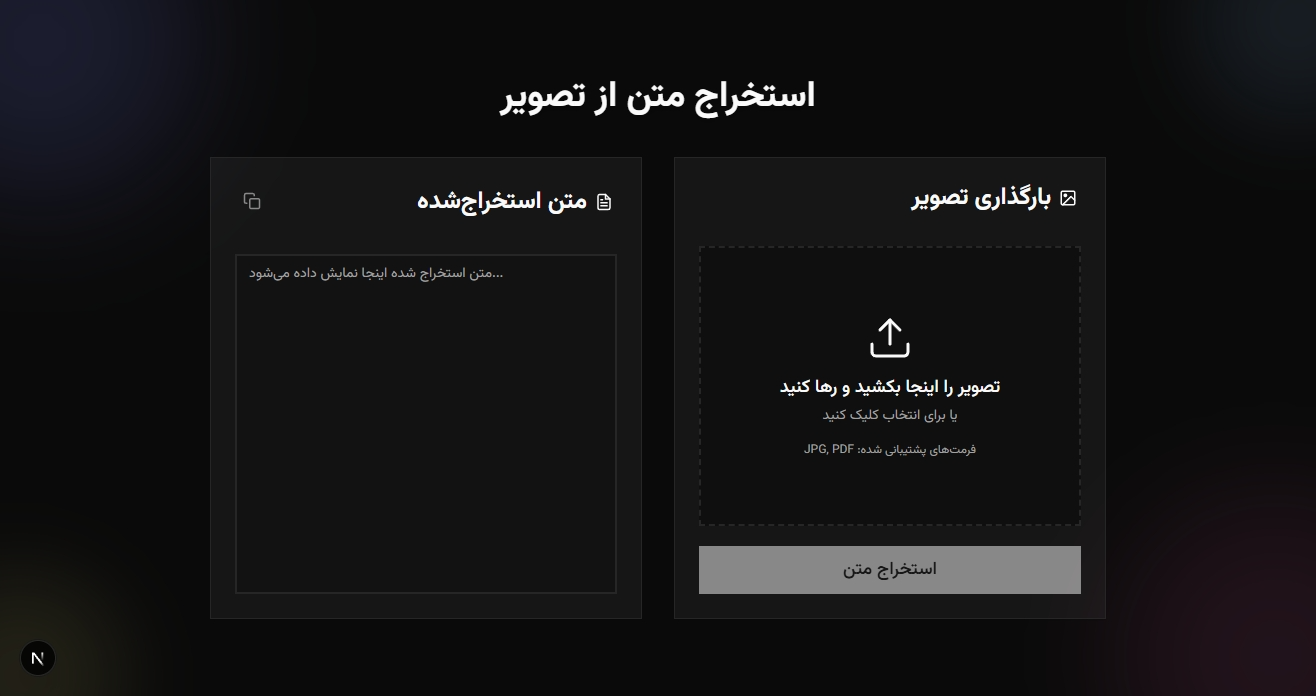 استخراج متن از تصویر
بارگذاری تصویر
تصویر را اینجا بکشید و رها کنید
یا برای انتخاب کلیک کنید
فرمت‌های پشتیبانی شده: JPG, PDF
استخراج متن
متن استخراج‌شده
متن استخراج شده اینجا نمایش داده می‌شود...
N